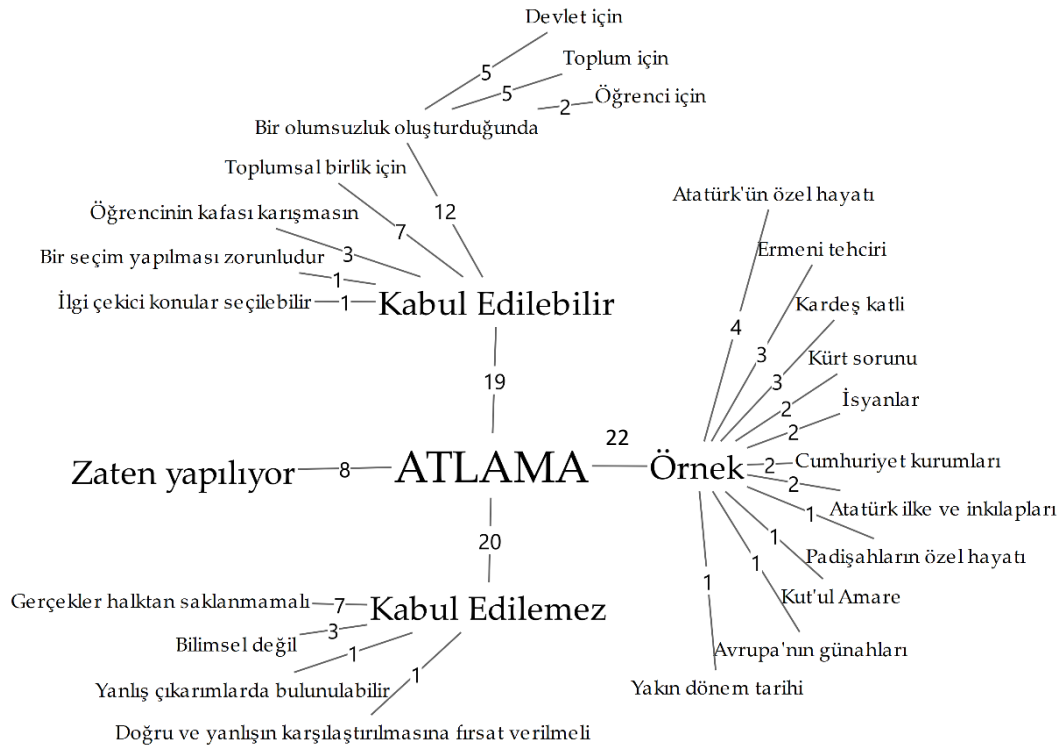 Devlet için
5
Toplum için
5
Öğrenci için
2
Bir olumsuzluk oluşturduğunda
12
Toplumsal birlik için
7
Öğrencinin kafası karışmasın
3
Bir seçim yapılması zorunludur
1
İlgi çekici konular seçilebilir
1
Kabul Edilebilir
19
Zaten yapılıyor
8
ATLAMA
22
Örnek
Atatürk'ün özel hayatı
4
Ermeni tehciri
3
Kardeş katli
3
Kürt sorunu
2
İsyanlar
2
Cumhuriyet kurumları
2
Atatürk ilke ve inkılapları
2
Padişahların özel hayatı
1
Kut'ul Amare
1
Avrupa'nın günahları
1
Yakın dönem tarihi
1
20
Kabul Edilemez
Gerçekler halktan saklanmamalı
7
Bilimsel değil
3
Yanlış çıkarımlarda bulunulabilir
1
Doğru ve yanlışın karşılaştırılmasına fırsat verilmeli
1